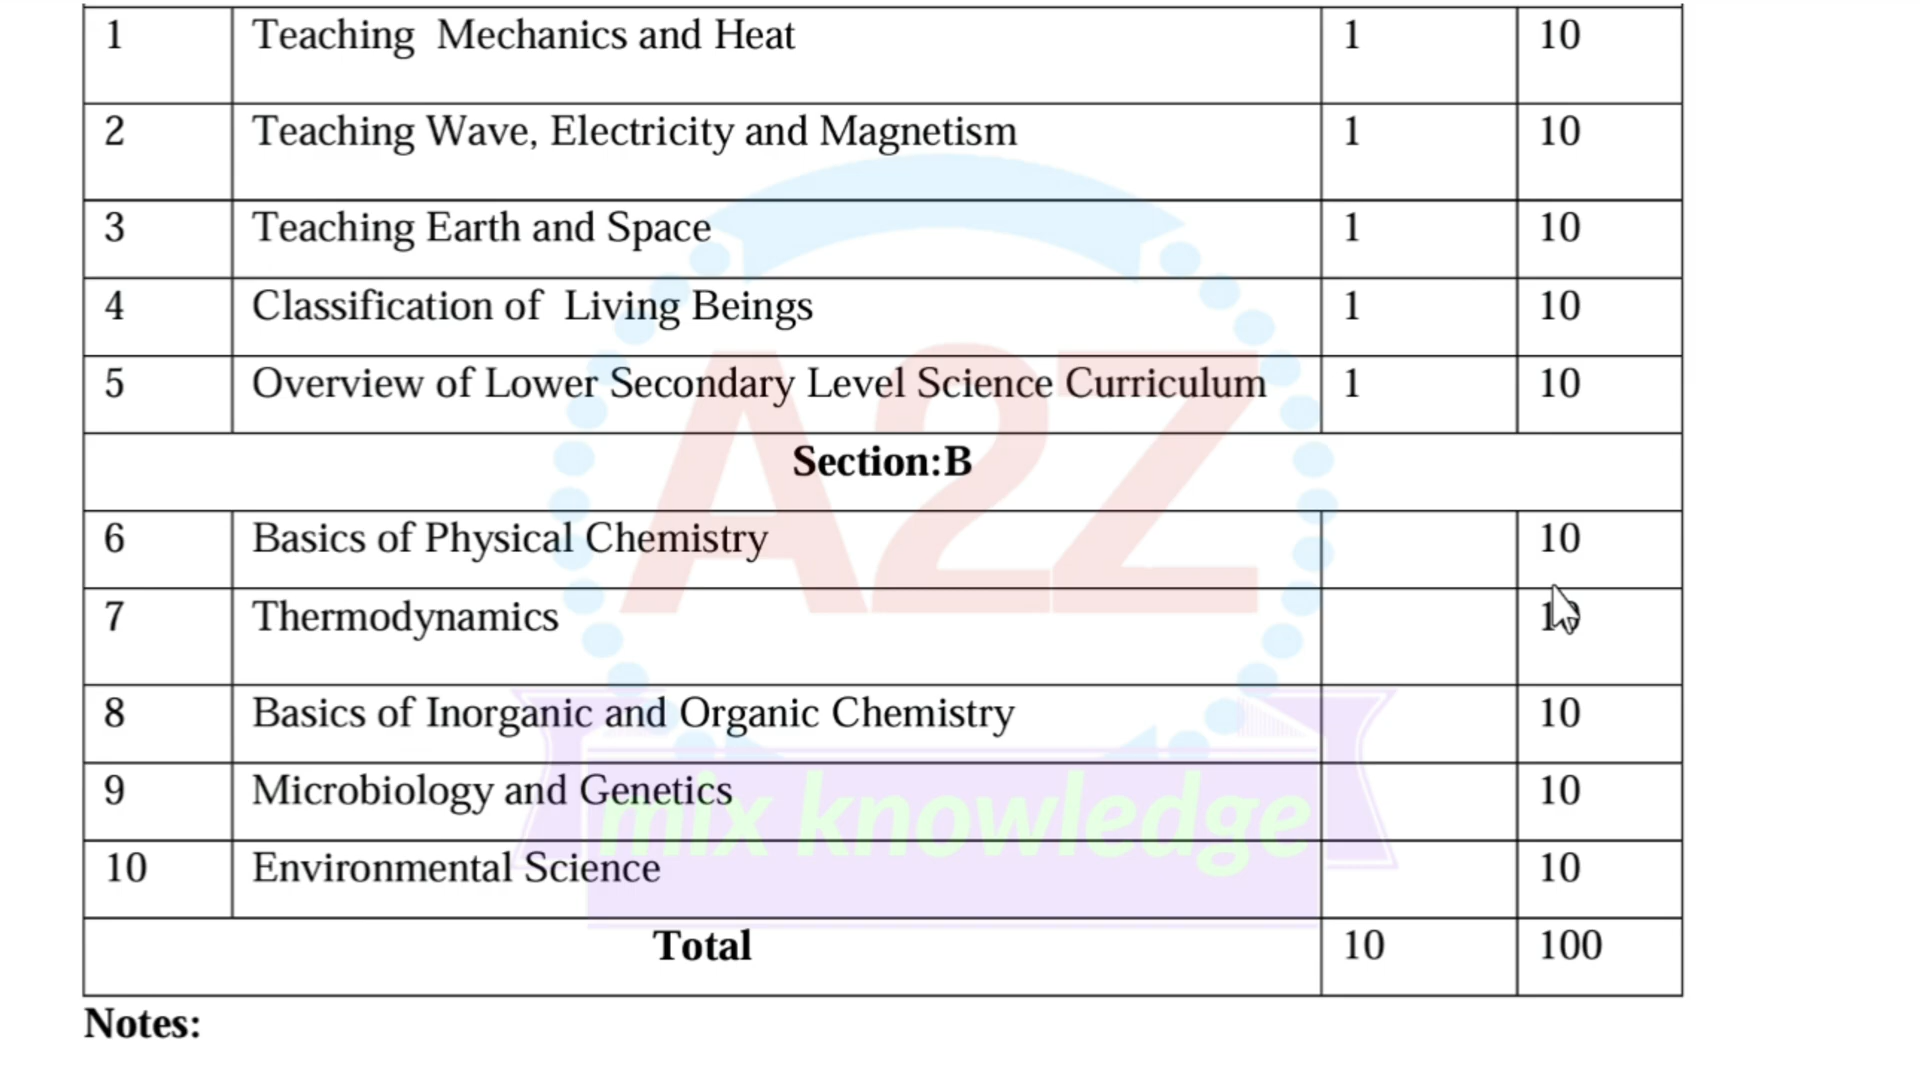 1 Teaching Mechanics and Heat 1 10
2 Teaching Wave, Electricity and Magnetism 1 10
3 Teaching Earth and Space 1 10
4 Classification of Living Beings 1 10
5 Overview of Lower Secondary Level Science Curriculum 1 10
Section:B
6 Basics of Physical Chemistry 10
7 Thermodynamics 10
8 Basics of Inorganic and Organic Chemistry 10
9 Microbiology and Genetics 10
10 Environmental Science 10
Total 10 100
Notes:
A2Z
mix knowledge